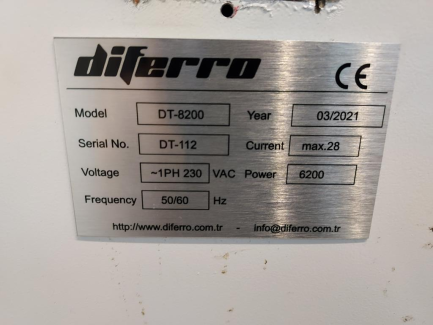 diferro CE
Model DT-8200 Year 03/2021
Serial No. DT-112 Current max.28
Voltage ~1PH 230 VAC Power 6200
Frequency 50/60 Hz
http://www.diferro.com.tr - info@diferro.com.tr